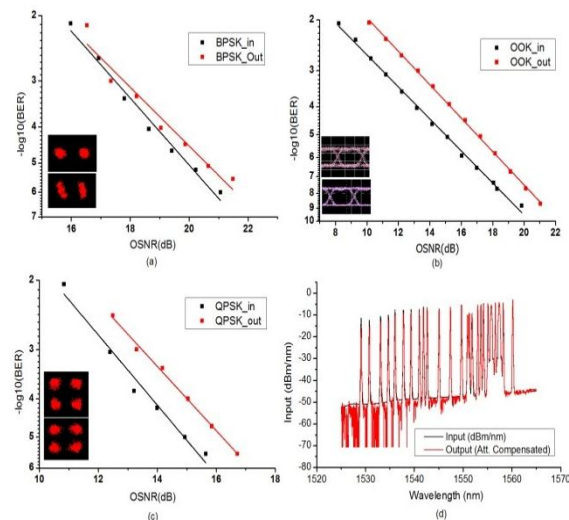 2
3
4
5
6
7
-log10(BER)
BPSK_in
BPSK_Out
16
18
20
22
OSNR(dB)
(a)
2
3
4
5
6
7
8
9
10
-log10(BER)
OOK_in
OOK_out
8
10
12
14
16
18
20
22
OSNR(dB)
(b)
2
3
4
5
6
-log10(BER)
QPSK_in
QPSK_out
10
12
14
16
18
OSNR(dB)
(c)
10
0
-10
-20
-30
-40
-50
-60
-70
-80
Input (dBm/nm)
Input (dBm/nm)
Output (Att. Compensated)
1520
1530
1540
1550
1560
1570
Wavelength (nm)
(d)